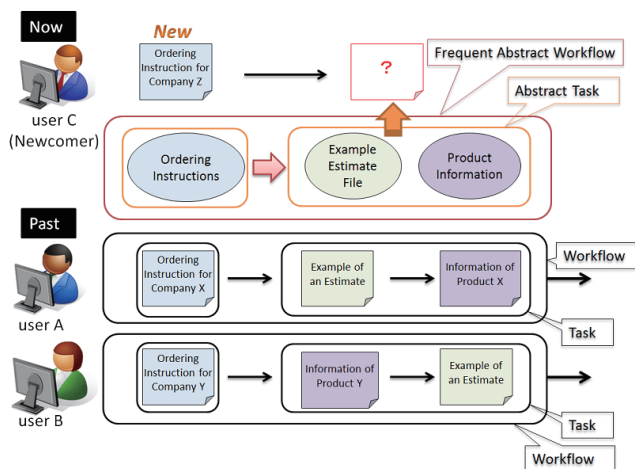 Now
New
Ordering
Instruction for
Company Z
?
Frequent Abstract Workflow
Abstract Task
user C
(Newcomer)
Ordering
Instructions
Example
Estimate
File
Product
Information
Past
Ordering
Instruction for
Company X
Example of
an Estimate
Information of
Product X
Workflow
Task
user A
Ordering
Instruction for
Company Y
Information of
Product Y
Example of
an Estimate
user B
Task
Workflow